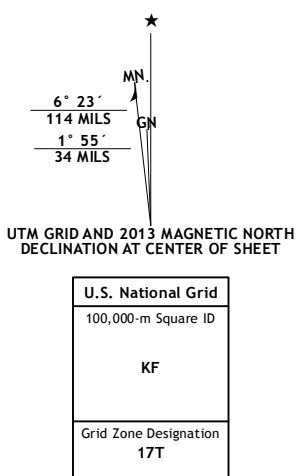 ★
MN.
6° 23´
114 MILS
GN
1° 55´
34 MILS
UTM GRID AND 2013 MAGNETIC NORTH
DECLINATION AT CENTER OF SHEET
U.S. National Grid
100,000-m Square ID
KF
Grid Zone Designation
17T